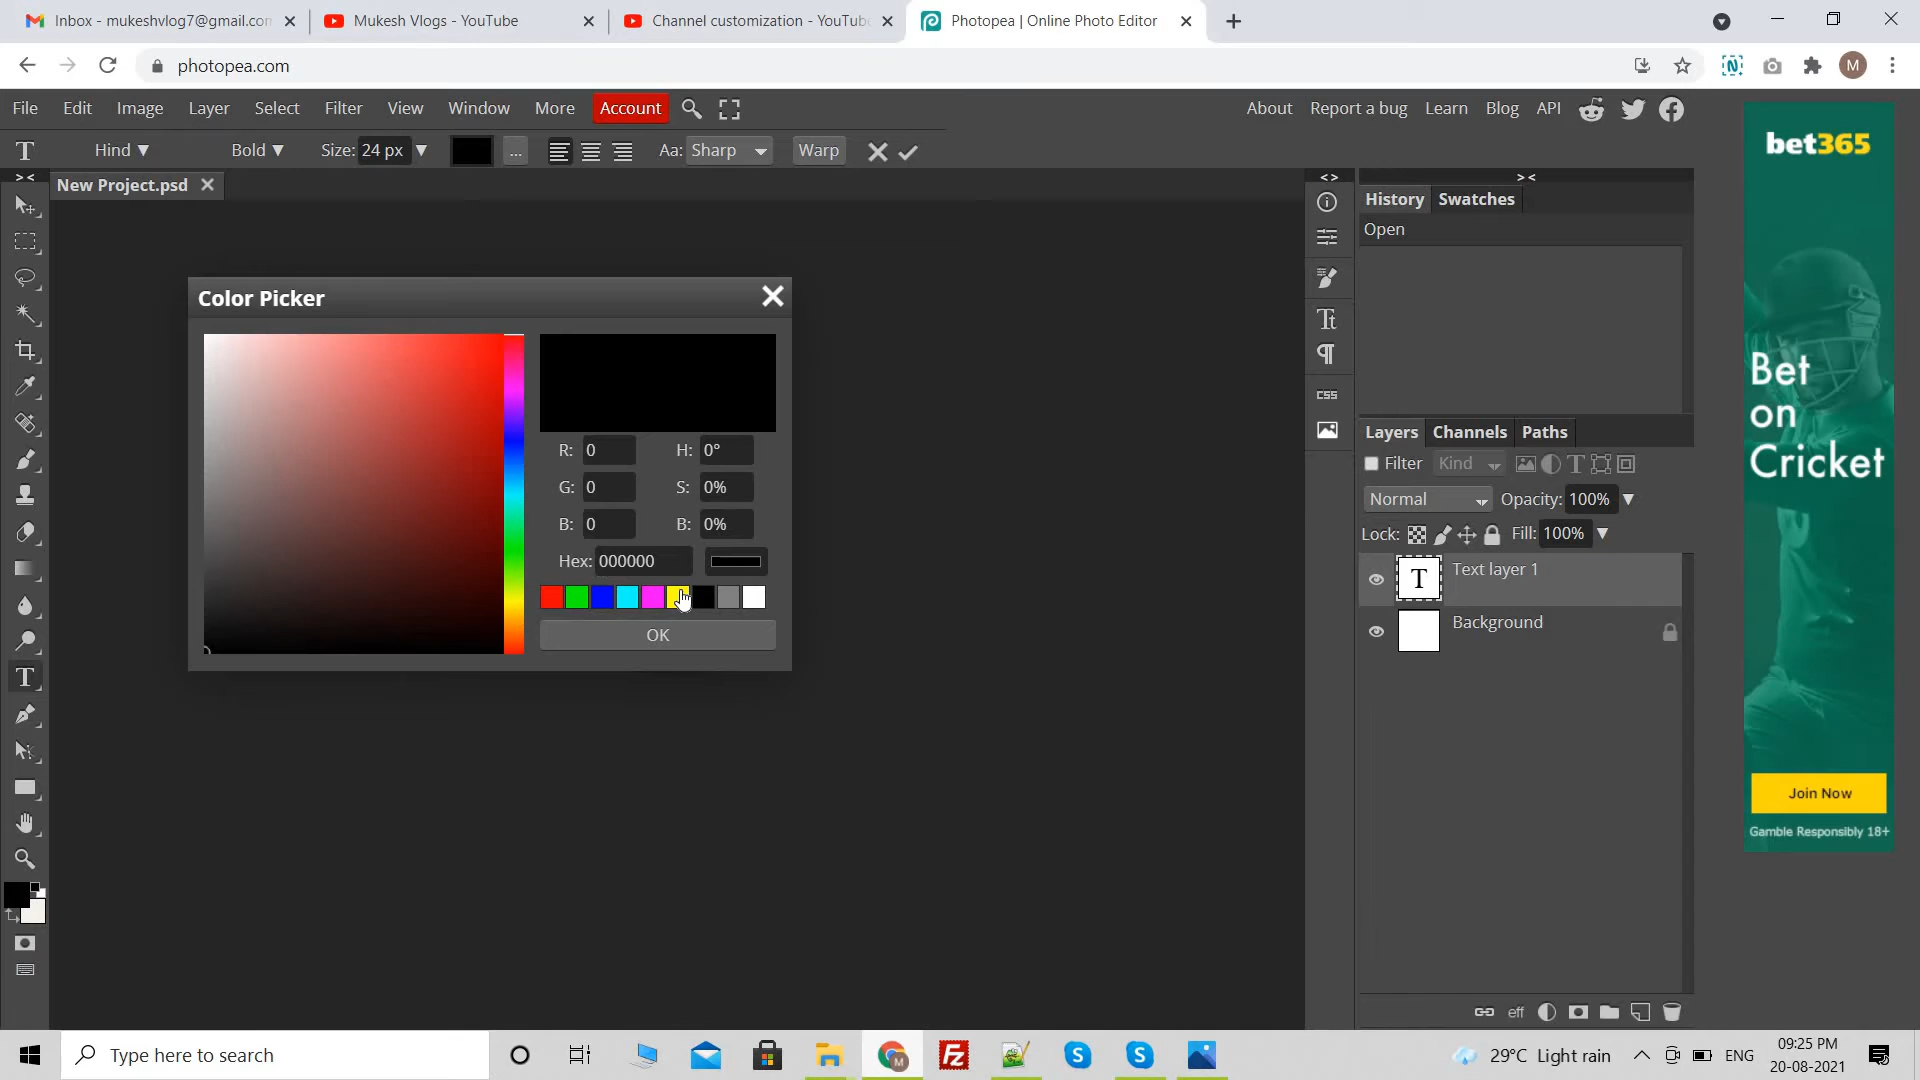 Inbox - mukeshvlog7@gmail.con
Mukesh Vlogs - YouTube
Channel customization - YouTub
Photopea | Online Photo Editor
photopea.com
M
File Edit Image Layer Select Filter View Window More Account
About Report a bug Learn Blog API
T Hind Bold Size: 24 px ... Aa: Sharp Warp
> < New Project.psd
< > > <
History Swatches
Open
Color Picker
R: 0 H: 0°
G: 0 S: 0%
B: 0 B: 0%
Hex: 000000
OK
CSS
Layers Channels Paths
Filter Kind
Normal Opacity: 100%
Lock: Fill: 100%
T Text layer 1
Background
eff
bet365
Bet
on
Cricket
Join Now
Gamble Responsibly 18+
Type here to search
29°C Light rain
ENG
09:25 PM
20-08-2021